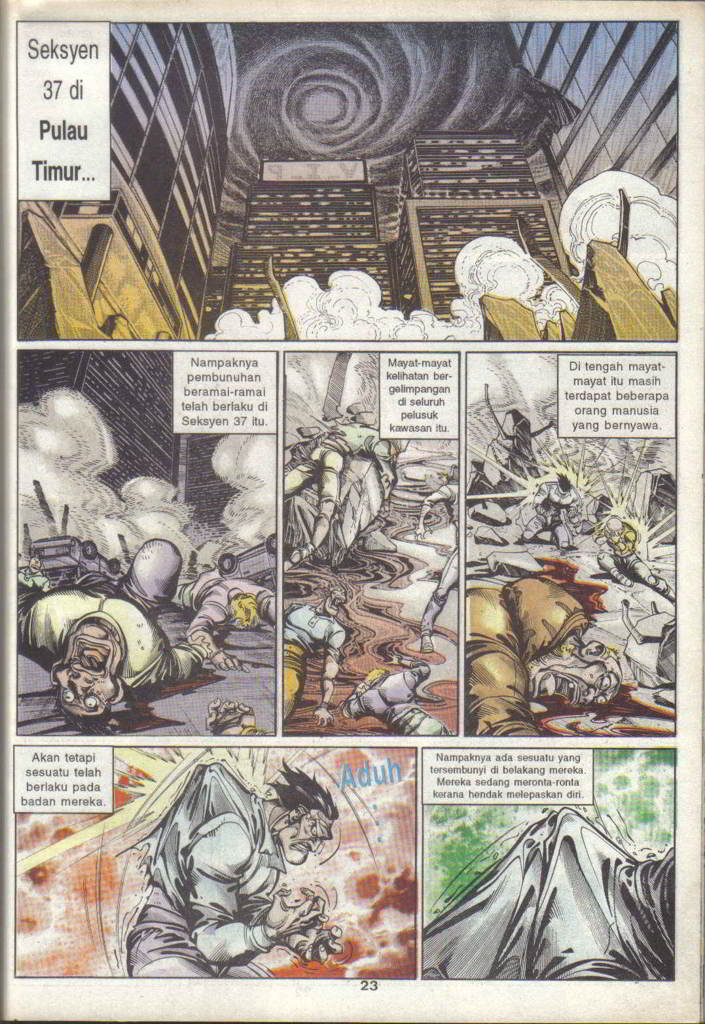 Seksyen
37 di
Pulau
Timur...
V.I.P
Nampaknya
pembunuhan
beramai-ramai
telah berlaku di
Seksyen 37 itu.
Mayat-mayat
kelihatan ber-
gelimpangan
di seluruh
pelusuk
kawasan itu.
Di tengah mayat-
mayat itu masih
terdapat beberapa
orang manusia
yang bernyawa.
Akan tetapi
sesuatu telah
berlaku pada
badan mereka.
Aduh
Nampaknya ada sesuatu yang
tersembunyi di belakang mereka.
Mereka sedang meronta-ronta
kerana hendak melepaskan diri.
23